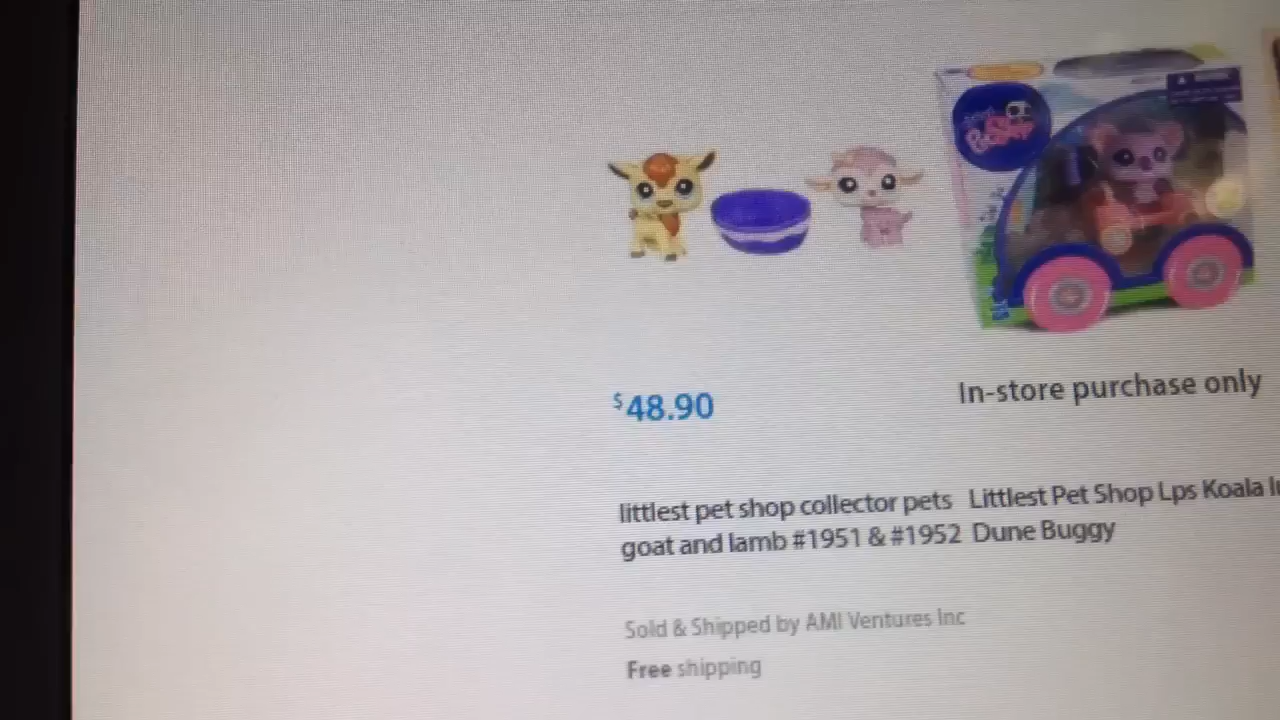 $48.90
In-store purchase only
littlest pet shop collector pets
goat and lamb #1951 & #1952
Littlest Pet Shop Lps Koala
Dune Buggy
Sold & Shipped by AMI Ventures Inc
Free shipping